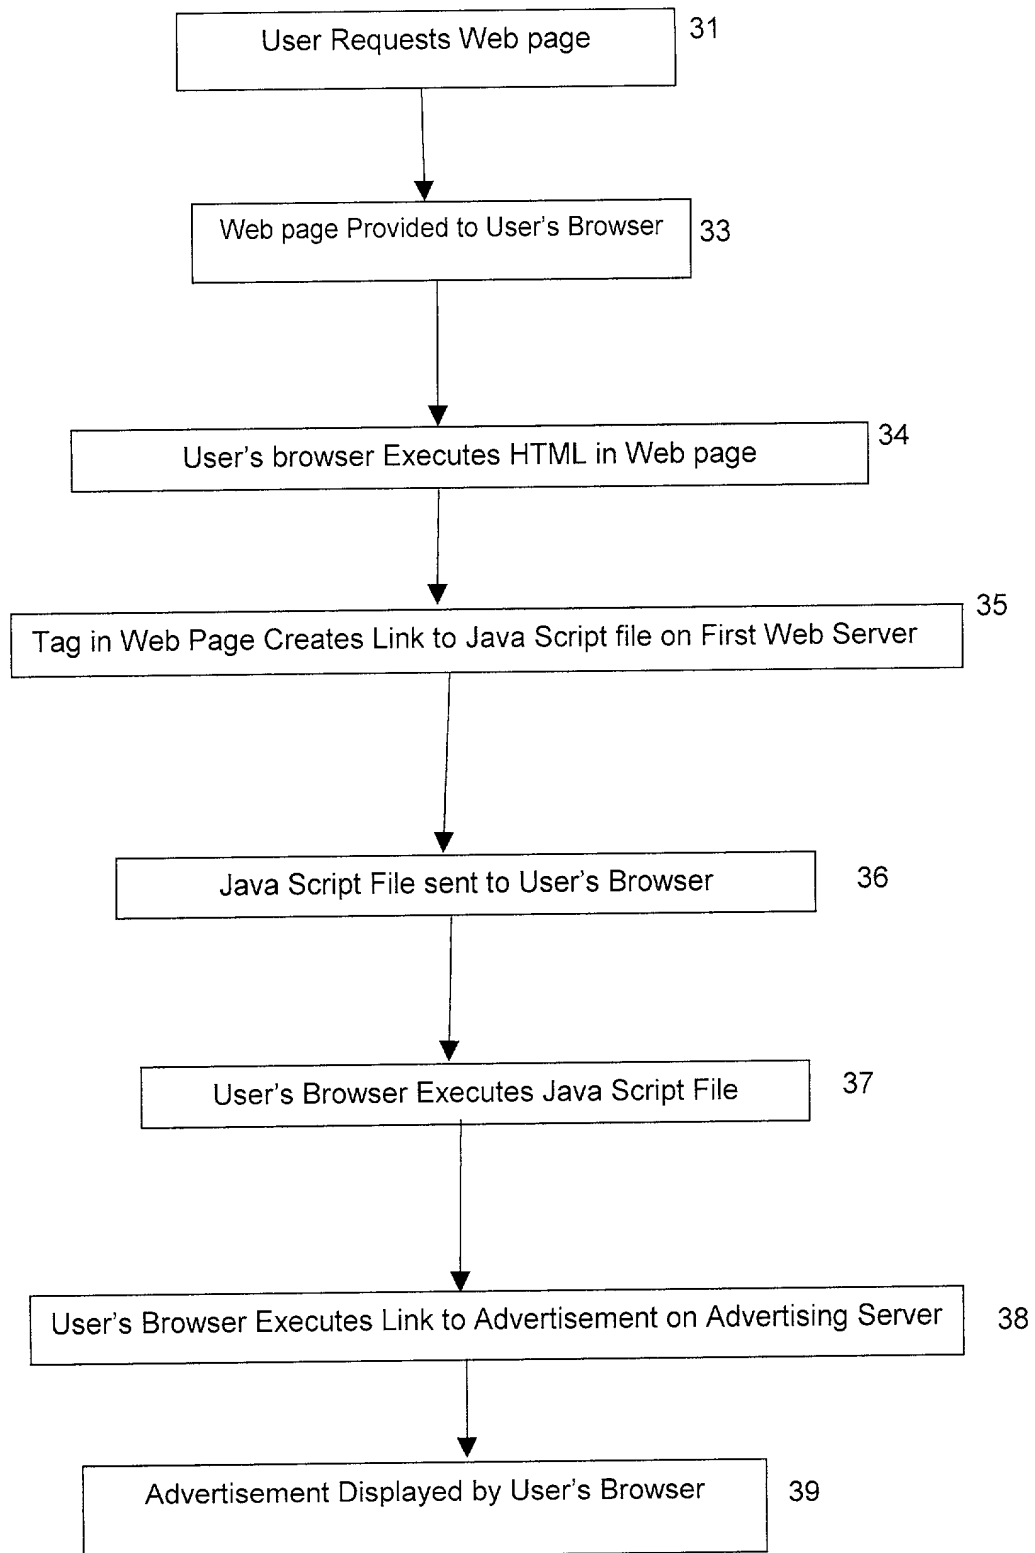 User Requests Web page 31
Web page Provided to User's Browser 33
User's browser Executes HTML in Web page 34
Tag in Web Page Creates Link to Java Script file on First Web Server 35
Java Script File sent to User's Browser 36
User's Browser Executes Java Script File 37
User's Browser Executes Link to Advertisement on Advertising Server 38
Advertisement Displayed by User's Browser 39